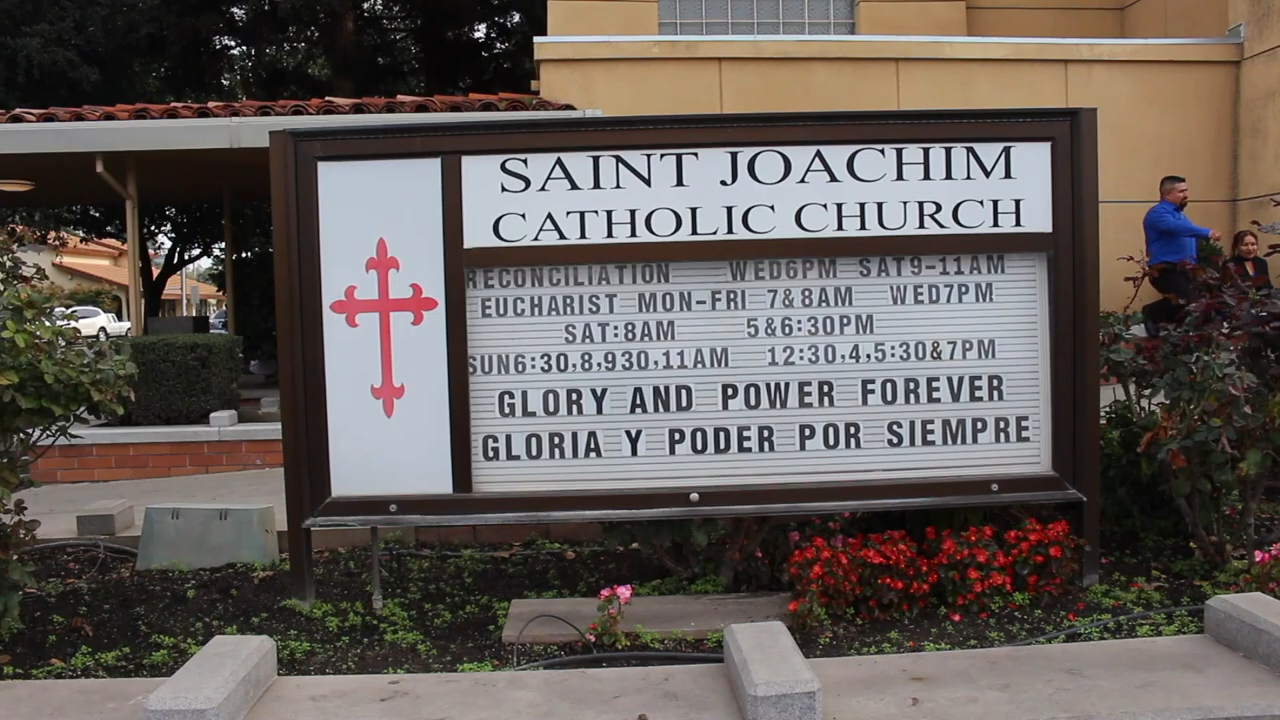 SAINT JOACHIM
CATHOLIC CHURCH
RECONCILIATION WED6PM SAT9-11AM
EUCHARIST MON-FRI 7&8AM WED7PM
SAT:8AM 5&6:30PM
SUN6:30,8,930,11AM 12:30,4,5:30&7PM
GLORY AND POWER FOREVER
GLORIA Y PODER POR SIEMPRE